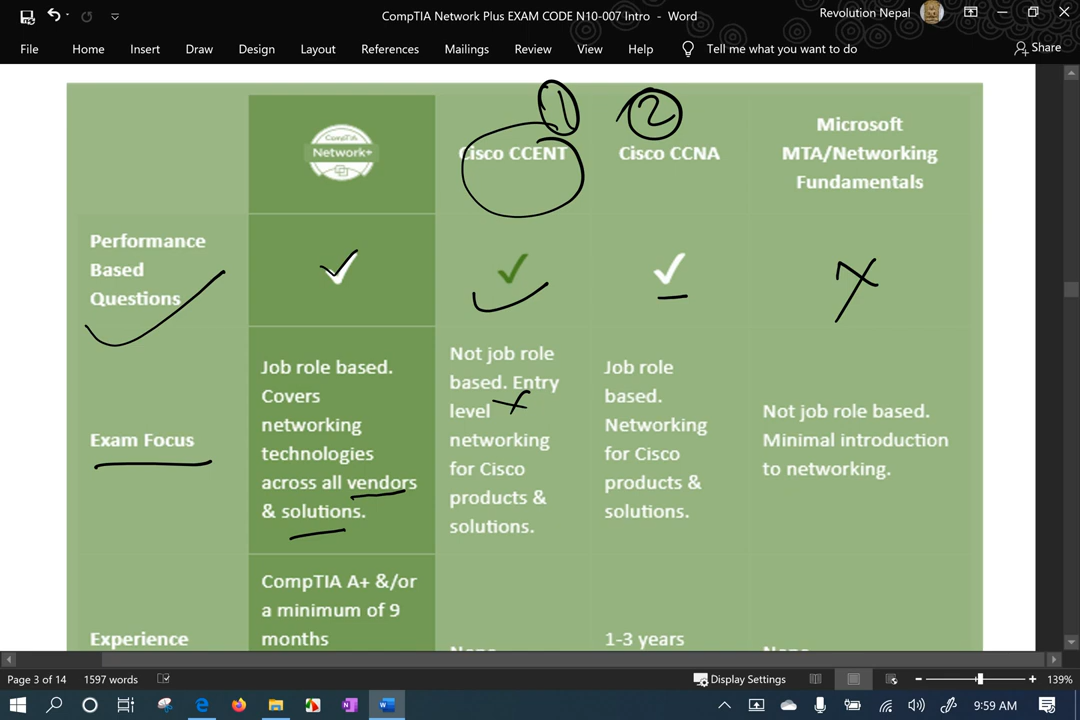 CompTIA Network Plus EXAM CODE N10-007 Intro - Word
Revolution Nepal
File Home Insert Draw Design Layout References Mailings Review View Help Tell me what you want to do Share
CompTIA
Network+
1
Cisco CCENT
2
Cisco CCNA
Microsoft
MTA/Networking
Fundamentals
Performance
Based
Questions
Exam Focus
Job role based.
Covers
networking
technologies
across all vendors
& solutions.
Not job role
based. Entry
level
networking
for Cisco
products &
solutions.
Job role
based.
Networking
for Cisco
products &
solutions.
Not job role based.
Minimal introduction
to networking.
Experience
CompTIA A+ &/or
a minimum of 9
months
None
1-3 years
None
Page 3 of 14 1597 words Display Settings 139%
9:59 AM